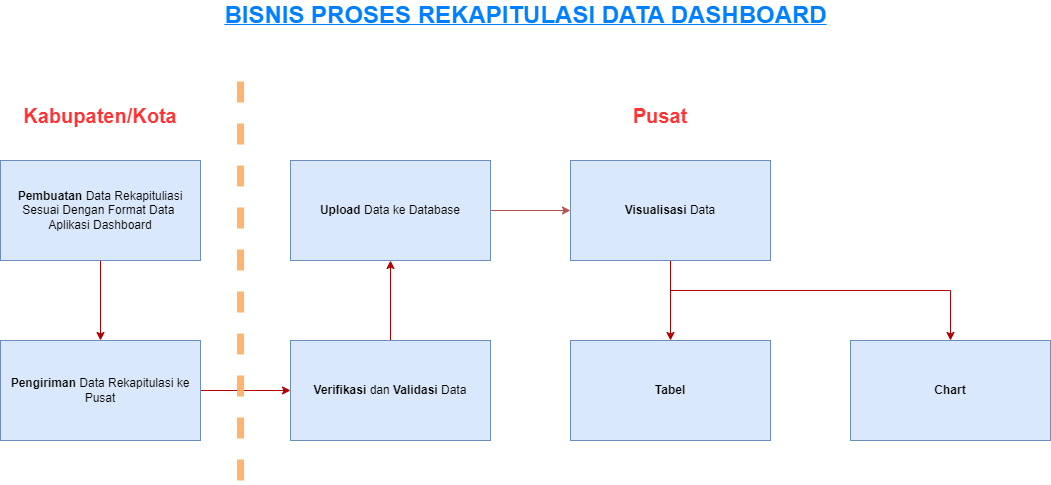 BISNIS PROSES REKAPITULASI DATA DASHBOARD
Kabupaten/Kota
Pusat
Pembuatan Data Rekapituliasi
Sesuai Dengan Format Data
Aplikasi Dashboard
Upload Data ke Database
Visualisasi Data
Pengiriman Data Rekapitulasi ke
Pusat
Verifikasi dan Validasi Data
Tabel
Chart